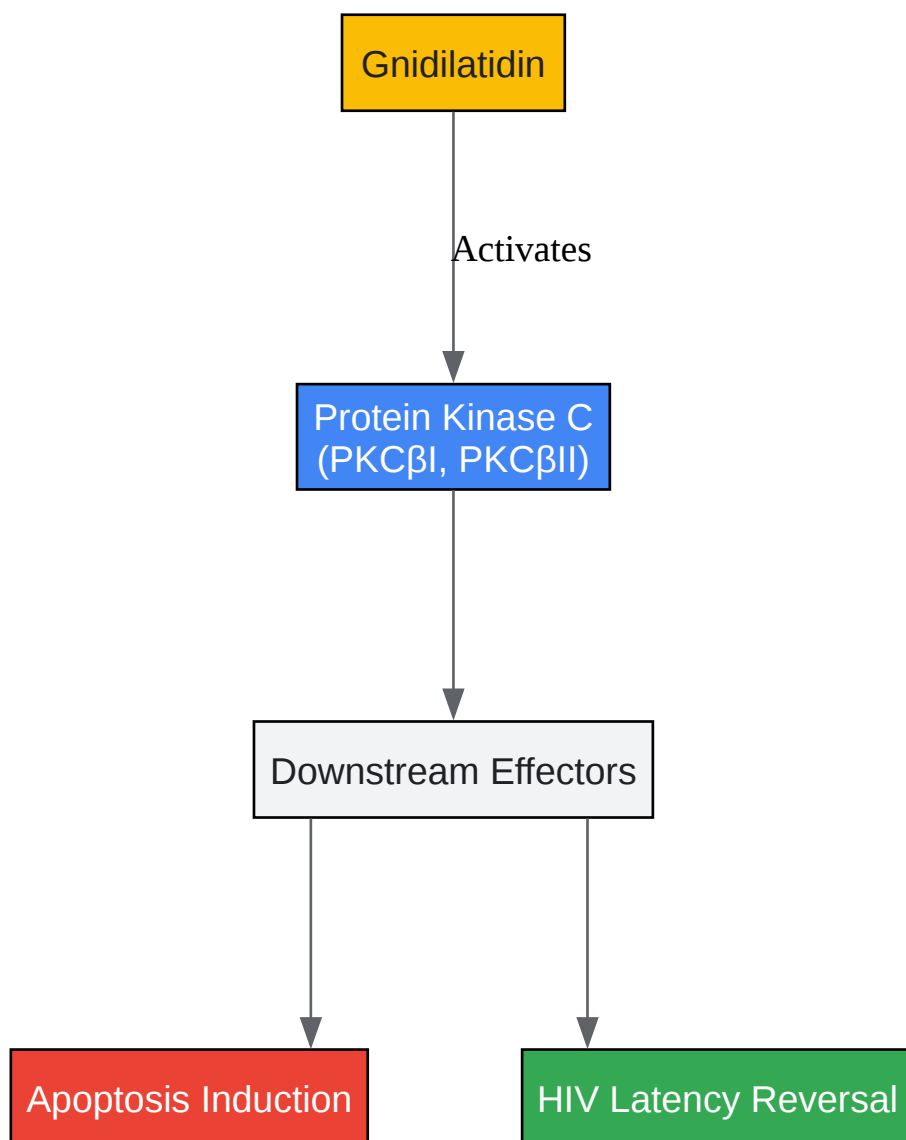 Gnidilatidin
Activates
Protein Kinase C
(PKCβI, PKCβII)
Downstream Effectors
Apoptosis Induction
HIV Latency Reversal